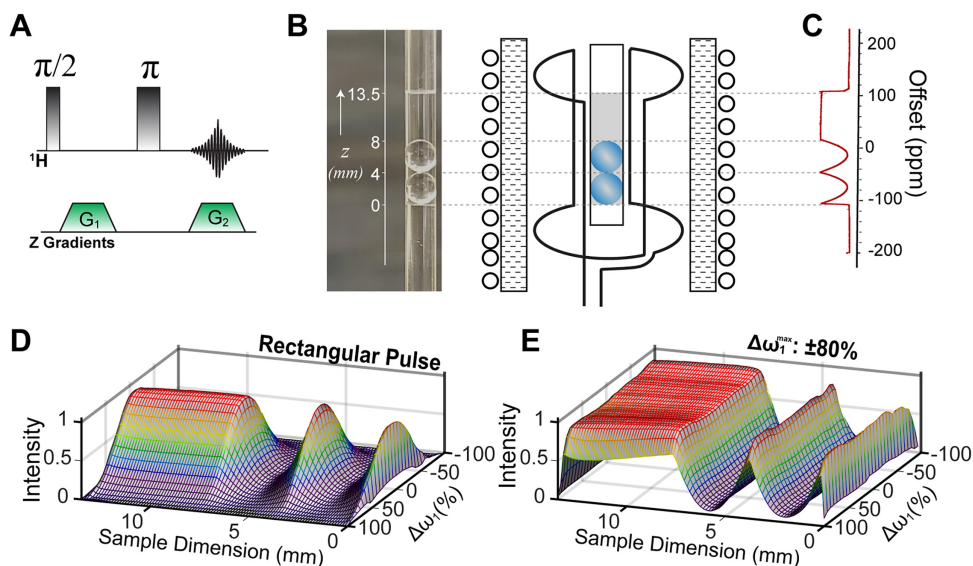 A
π/2
π
¹H
G₁
G₂
Z Gradients
B
13.5
z
(mm)
8
4
0
C
200
100
0
-100
-200
Offset (ppm)
D
Rectangular Pulse
1
0.5
0
Intensity
10
5
0
Sample Dimension (mm)
-100
-50
0
50
100
Δω₁(%)
E
Δω₁ᵐᵃˣ: ±80%
1
0.5
0
Intensity
10
5
0
Sample Dimension (mm)
-100
-50
0
50
100
Δω₁(%)